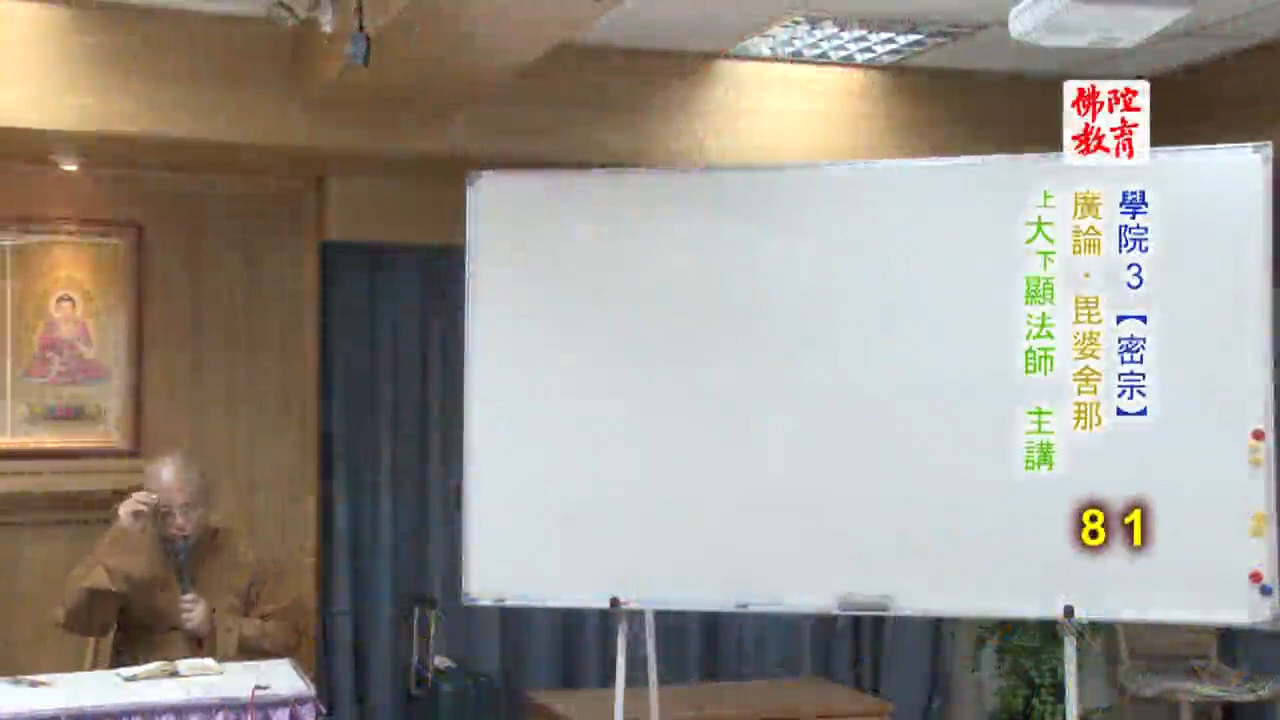 佛陀
教育
學院3【密宗】
廣論．毘婆舍那
上大下顯法師 主講
81